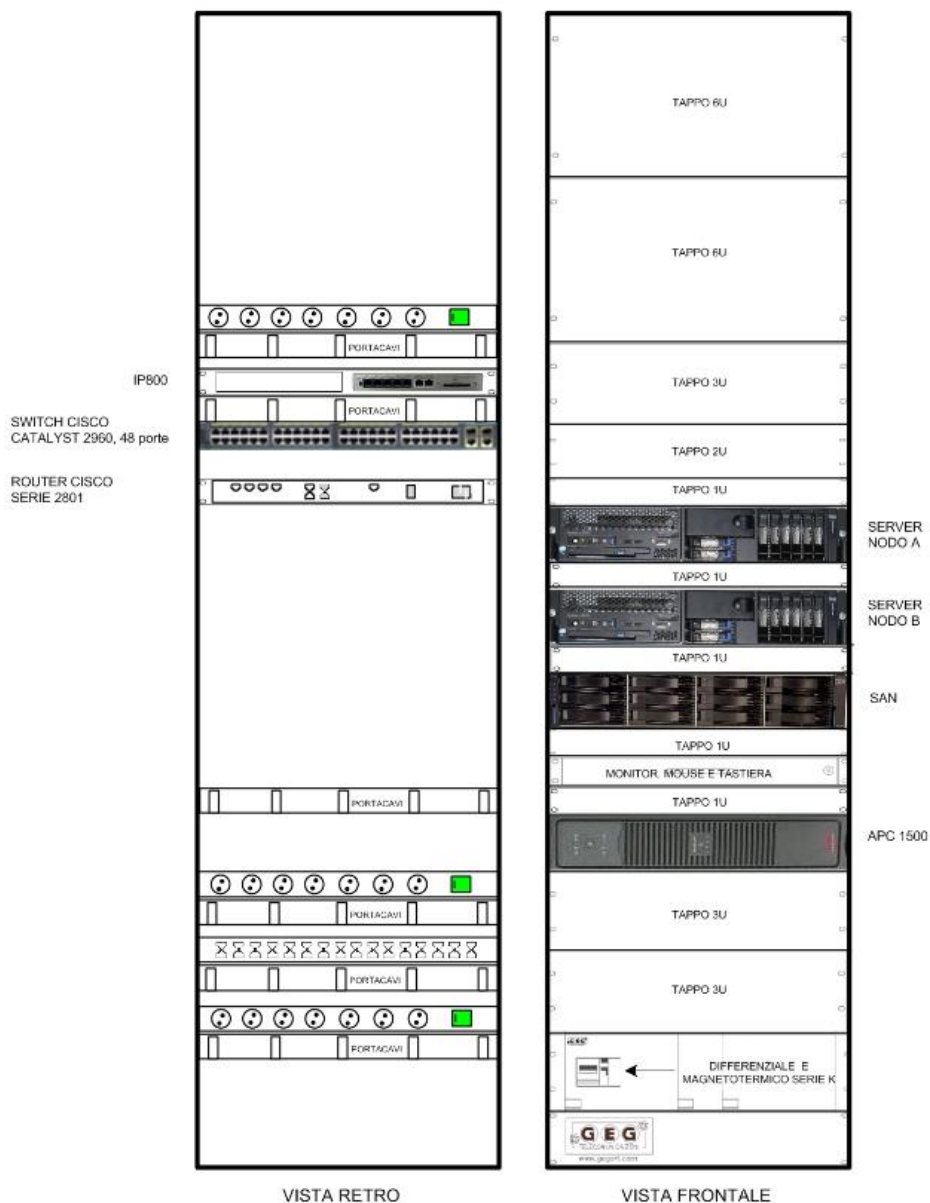 PORTACAVI
IP800
PORTACAVI
SWITCH CISCO
CATALYST 2960, 48 porte
ROUTER CISCO
SERIE 2801
PORTACAVI
PORTACAVI
PORTACAVI
PORTACAVI
VISTA RETRO
TAPPO 6U
TAPPO 6U
TAPPO 3U
TAPPO 2U
TAPPO 1U
SERVER
NODO A
TAPPO 1U
SERVER
NODO B
TAPPO 1U
SAN
TAPPO 1U
MONITOR, MOUSE E TASTIERA
TAPPO 1U
APC 1500
TAPPO 3U
TAPPO 3U
DIFFERENZIALE E
MAGNETOTERMICO SERIE K
GEG
VISTA FRONTALE